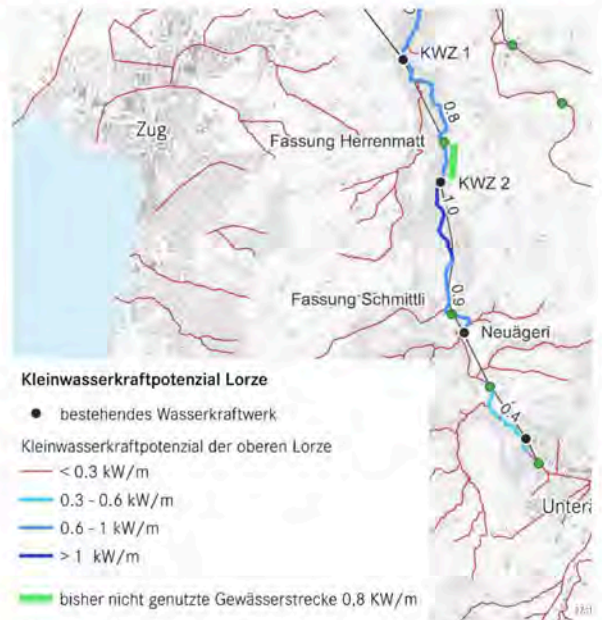 KWZ 1
0.8
Zug
Fassung Herrenmatt
KWZ 2
1.0
0.9
Fassung Schmittli
Neuägeri
0.4
Unterä
Kleinwasserkraftpotenzial Lorze
bestehendes Wasserkraftwerk
Kleinwasserkraftpotenzial der oberen Lorze
< 0.3 kW/m
0.3 - 0.6 kW/m
0.6 - 1 kW/m
> 1 kW/m
bisher nicht genutzte Gewässerstrecke 0,8 KW/m